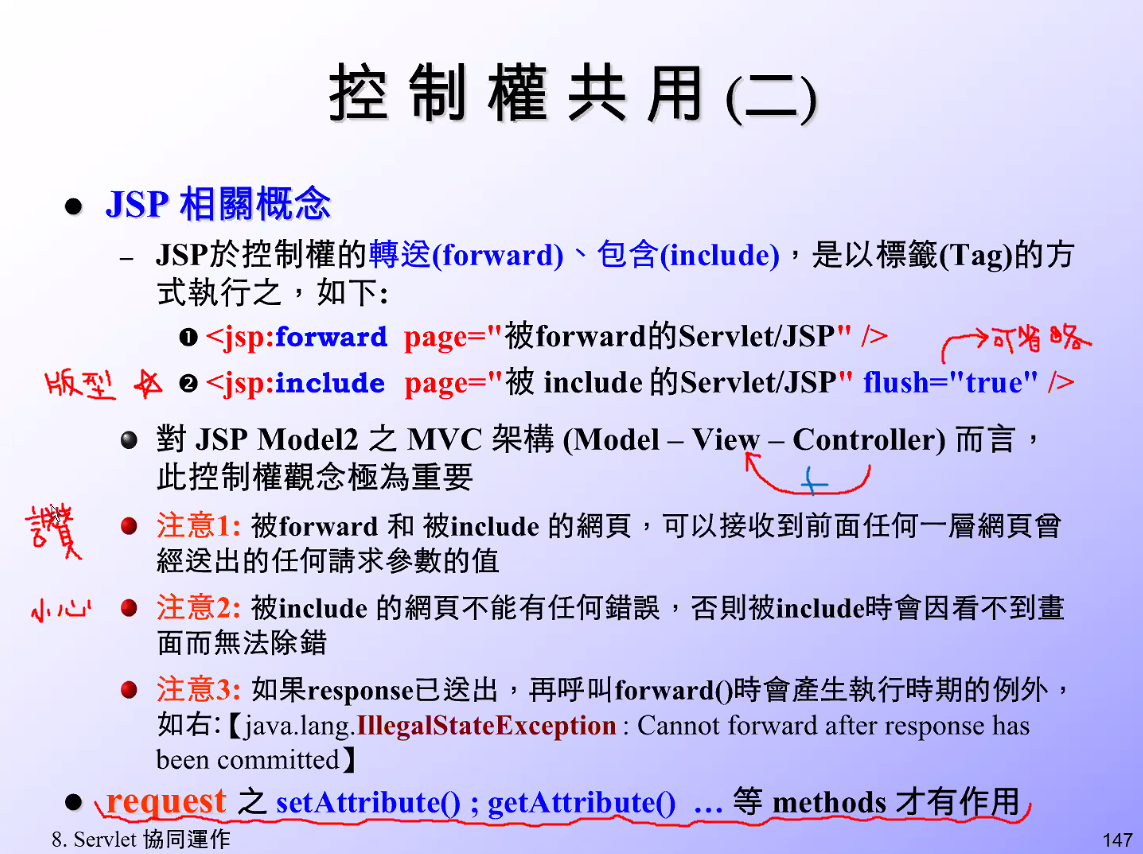 控制權共用(二)
● JSP 相關概念
– JSP於控制權的轉送(forward)、包含(include)，是以標籤(Tag)的方
式執行之，如下:
❶ <jsp:forward page="被forward的Servlet/JSP" />
可省略
版型 ☆ ❷ <jsp:include page="被 include 的Servlet/JSP" flush="true" />
對 JSP Model2 之 MVC 架構 (Model – View – Controller) 而言，
此控制權觀念極為重要
讚 注意1: 被forward 和 被include 的網頁，可以接收到前面任何一層網頁曾
經送出的任何請求參數的值
小心 注意2: 被include 的網頁不能有任何錯誤，否則被include時會因看不到畫
面而無法除錯
注意3: 如果response已送出，再呼叫forward()時會產生執行時期的例外，
如右:【java.lang.IllegalStateException : Cannot forward after response has
been committed】
● request 之 setAttribute() ; getAttribute() … 等 methods 才有作用
8. Servlet 協同運作
147